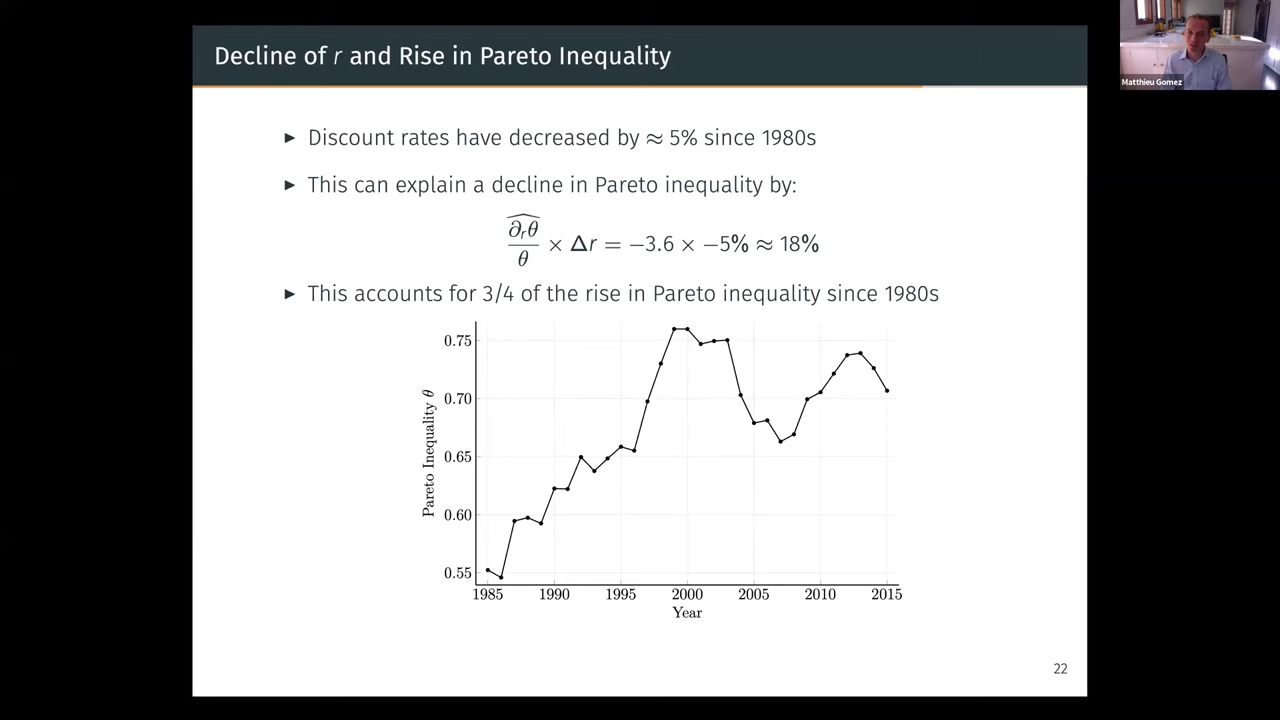 Decline of r and Rise in Pareto Inequality
Matthieu Gomez
▶ Discount rates have decreased by ≈ 5% since 1980s
▶ This can explain a decline in Pareto inequality by:
\frac{\widehat{∂_rθ}}{θ} × Δr = −3.6 × −5% ≈ 18%
▶ This accounts for 3/4 of the rise in Pareto inequality since 1980s
Pareto Inequality θ
0.75
0.70
0.65
0.60
0.55
1985 1990 1995 2000 2005 2010 2015
Year
22